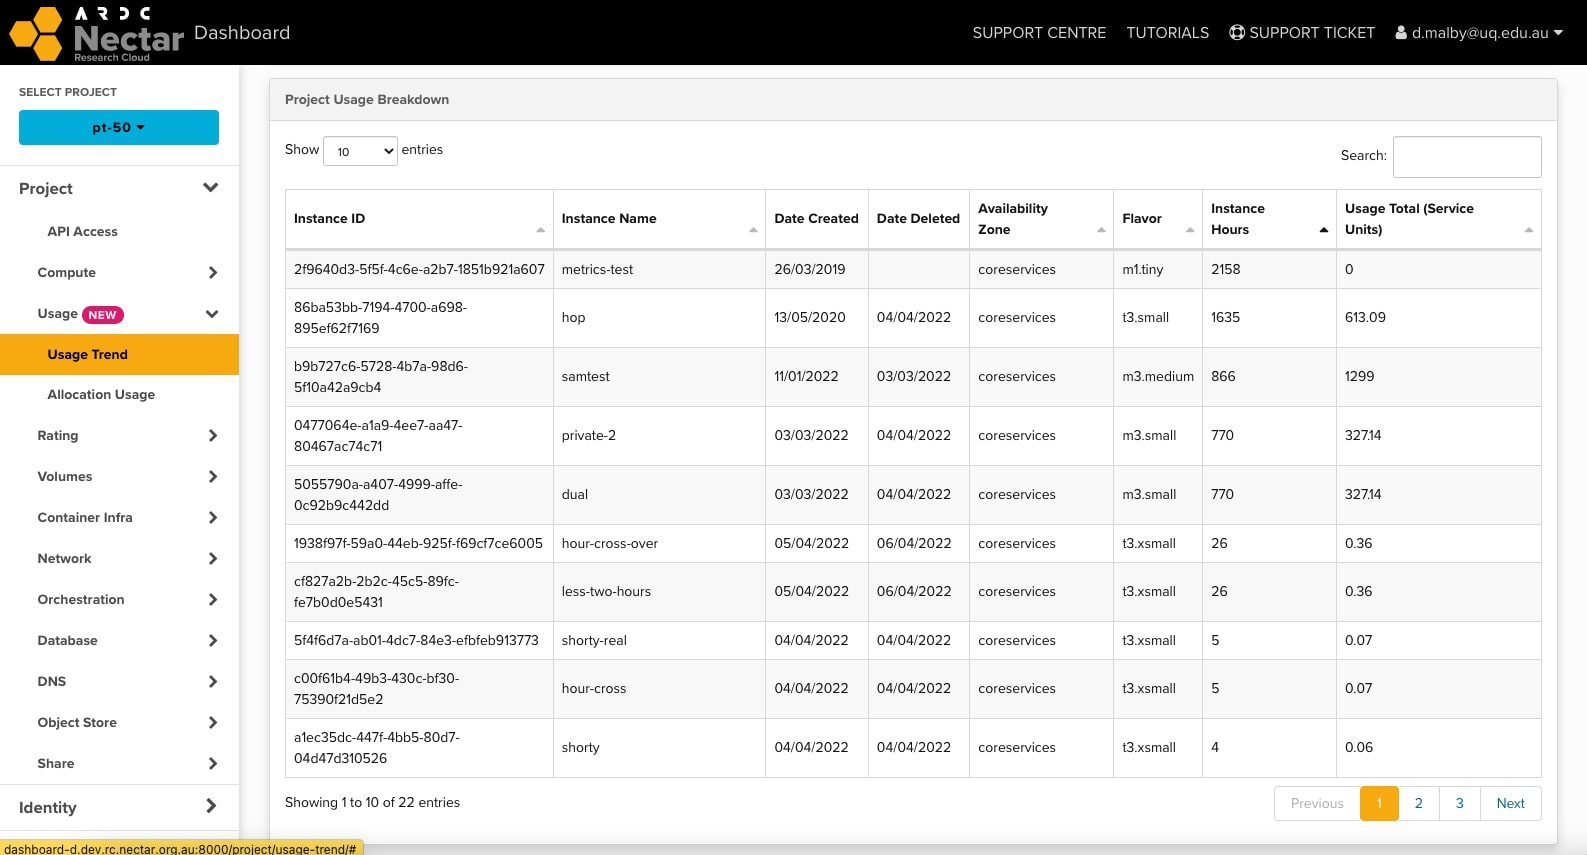 ARDC
Nectar
Research Cloud
Dashboard
SUPPORT CENTRE TUTORIALS SUPPORT TICKET d.malby@uq.edu.au
SELECT PROJECT
pt-50
Project
API Access
Compute
Usage NEW
Usage Trend
Allocation Usage
Rating
Volumes
Container Infra
Network
Orchestration
Database
DNS
Object Store
Share
Identity
dashboard-d.dev.rc.nectar.org.au:8000/project/usage-trend/#
Project Usage Breakdown
Show 10 entries
Search:
Instance ID Instance Name Date Created Date Deleted Availability Zone Flavor Instance Hours Usage Total (Service Units)
2f9640d3-5f5f-4c6e-a2b7-1851b921a607 metrics-test 26/03/2019 coreservices m1.tiny 2158 0
86ba53bb-7194-4700-a698-
895ef62f7169 hop 13/05/2020 04/04/2022 coreservices t3.small 1635 613.09
b9b727c6-5728-4b7a-98d6-
5f10a42a9cb4 samtest 11/01/2022 03/03/2022 coreservices m3.medium 866 1299
0477064e-a1a9-4ee7-aa47-
80467ac74c71 private-2 03/03/2022 04/04/2022 coreservices m3.small 770 327.14
5055790a-a407-4999-affe-
0c92b9c442dd dual 03/03/2022 04/04/2022 coreservices m3.small 770 327.14
1938f97f-59a0-44eb-925f-f69cf7ce6005 hour-cross-over 05/04/2022 06/04/2022 coreservices t3.xsmall 26 0.36
cf827a2b-2b2c-45c5-89fc-
fe7b0d0e5431 less-two-hours 05/04/2022 06/04/2022 coreservices t3.xsmall 26 0.36
5f4f6d7a-ab01-4dc7-84e3-efbfeb913773 shorty-real 04/04/2022 04/04/2022 coreservices t3.xsmall 5 0.07
c00f61b4-49b3-430c-bf30-
75390f21d5e2 hour-cross 04/04/2022 04/04/2022 coreservices t3.xsmall 5 0.07
a1ec35dc-447f-4bb5-80d7-
04d47d310526 shorty 04/04/2022 04/04/2022 coreservices t3.xsmall 4 0.06
Showing 1 to 10 of 22 entries
Previous 1 2 3 Next